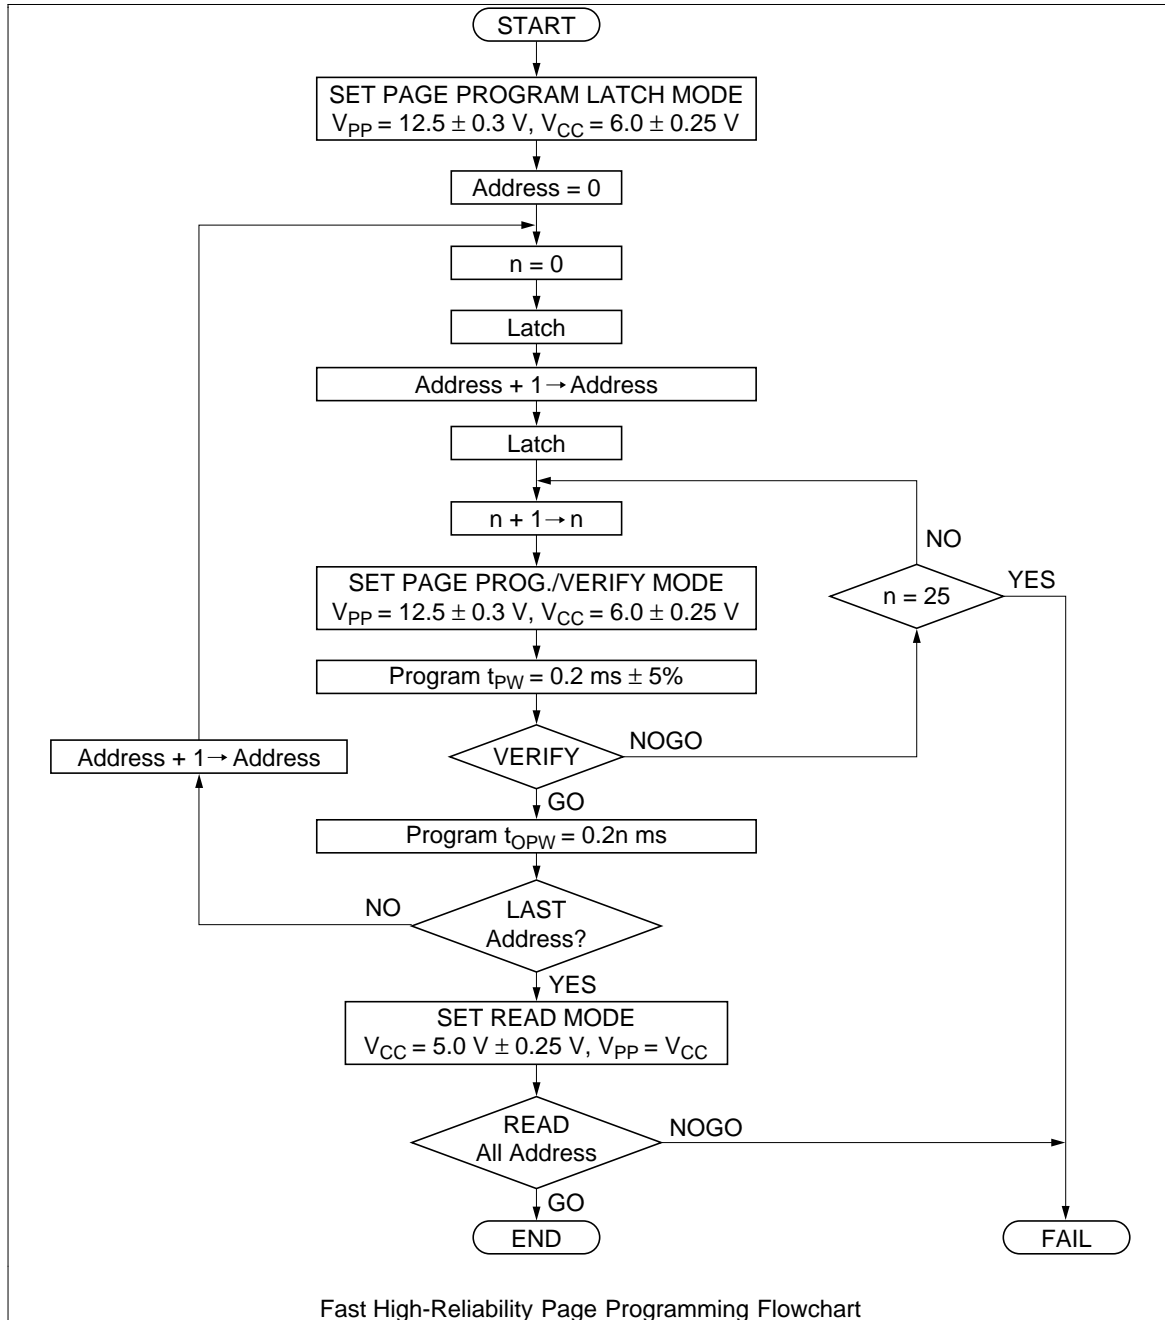 START
SET PAGE PROGRAM LATCH MODE
VPP = 12.5 ± 0.3 V, VCC = 6.0 ± 0.25 V
Address = 0
n = 0
Latch
Address + 1 → Address
Latch
n + 1 → n
NO
SET PAGE PROG./VERIFY MODE
VPP = 12.5 ± 0.3 V, VCC = 6.0 ± 0.25 V
n = 25
YES
Program tPW = 0.2 ms ± 5%
Address + 1 → Address
VERIFY
NOGO
GO
Program tOPW = 0.2n ms
NO
LAST
Address?
YES
SET READ MODE
VCC = 5.0 V ± 0.25 V, VPP = VCC
READ
All Address
NOGO
GO
END
FAIL
Fast High-Reliability Page Programming Flowchart